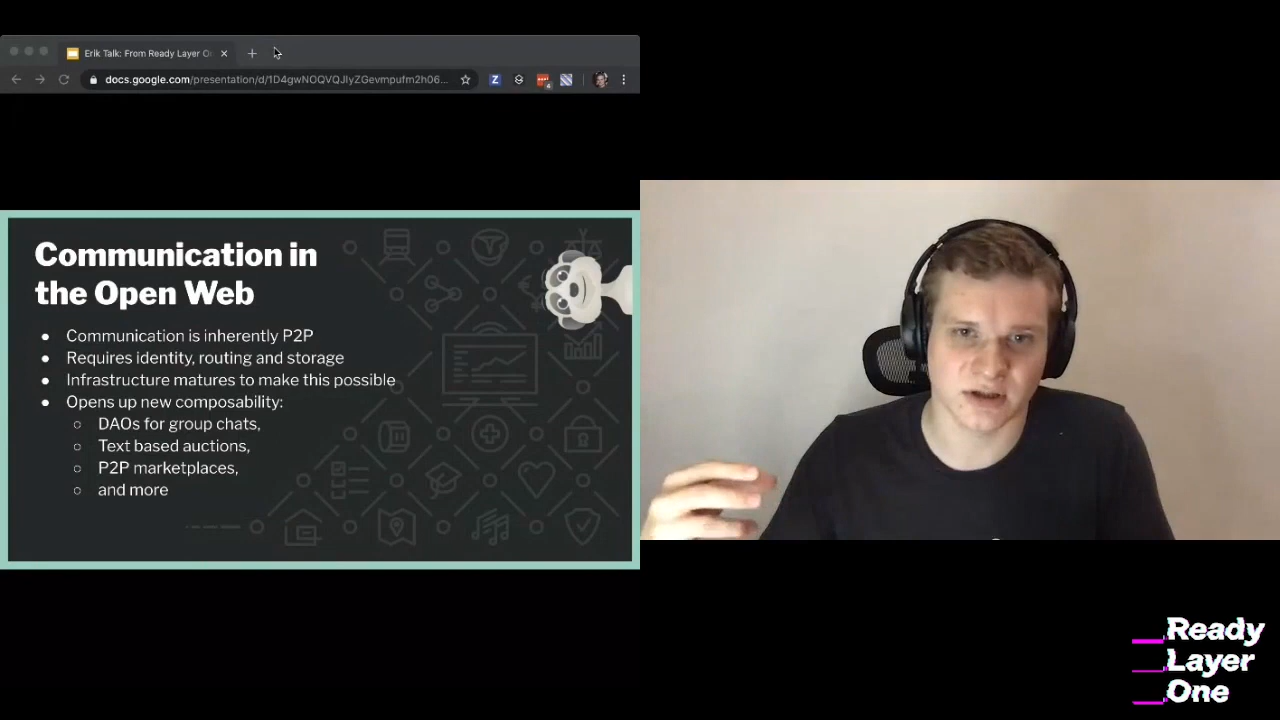 Erik Talk: From Ready Layer O
docs.google.com/presentation/d/1D4gwNOQVQJlyZGevmpufm2h06...
Z
4
Communication in
the Open Web
● Communication is inherently P2P
● Requires identity, routing and storage
● Infrastructure matures to make this possible
● Opens up new composability:
○ DAOs for group chats,
○ Text based auctions,
○ P2P marketplaces,
○ and more
Ready
Layer
One